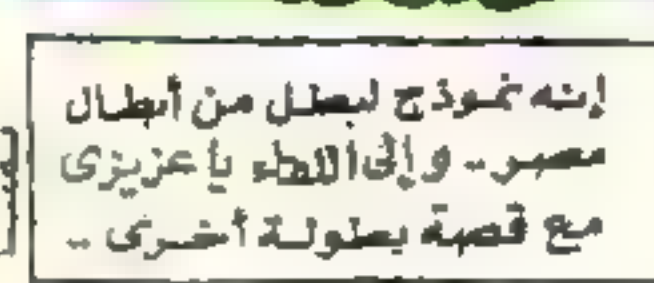 إنه نموذج لبطل من أبطال
مصر .. وإلى اللقاء يا عزيزى
مع قصة بطولة أخرى ..